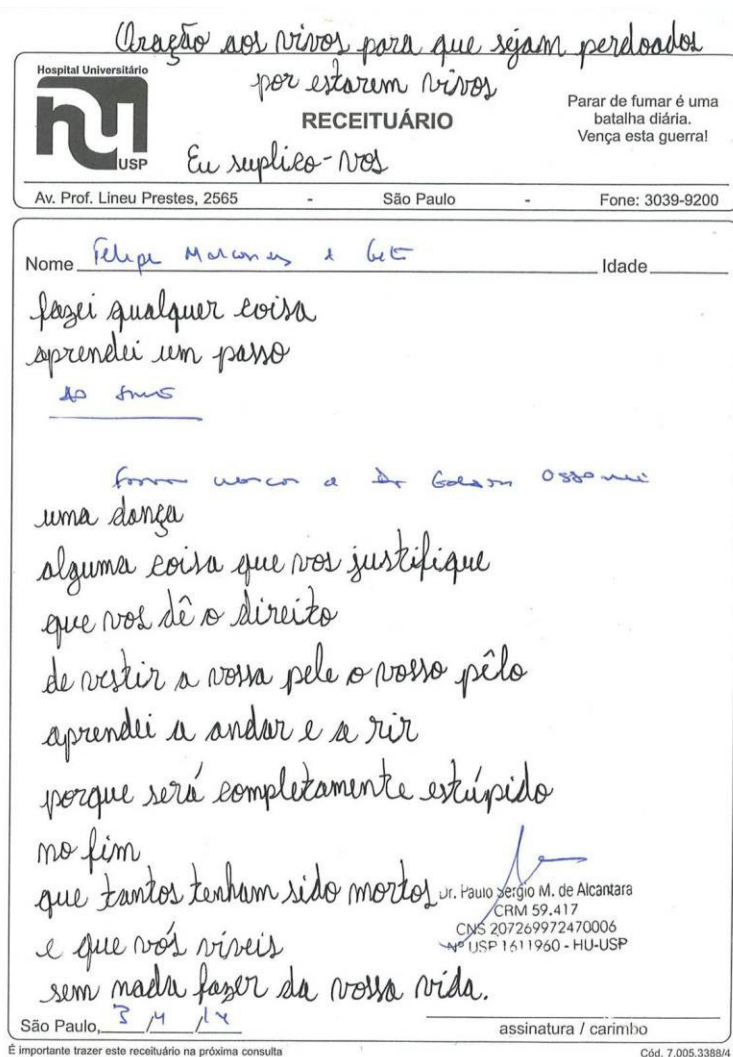 Oração aos vivos para que sejam perdoados
por estarem vivos
Hospital Universitário
hu
USP
RECEITUÁRIO
Parar de fumar é uma
batalha diária.
Vença esta guerra!
Eu suplico-vos
Av. Prof. Lineu Prestes, 2565 - São Paulo - Fone: 3039-9200
Nome Felipe Idade
fazei qualquer coisa
aprendei um passo
uma dança
alguma coisa que vos justifique
que vos dê o direito
de vestir a vossa pele o vosso pêlo
aprendei a andar e a rir
porque será completamente estúpido
no fim
que tantos tenham sido mortos
e que vós viveis
sem nada fazer da vossa vida.
Dr. Paulo Sergio M. de Alcantara
CRM 59.417
CNS 207269972470006
Nº USP 1611960 - HU-USP
São Paulo, 3/4/14
assinatura / carimbo
É importante trazer este receituário na próxima consulta
Cód. 7.005.3388/4